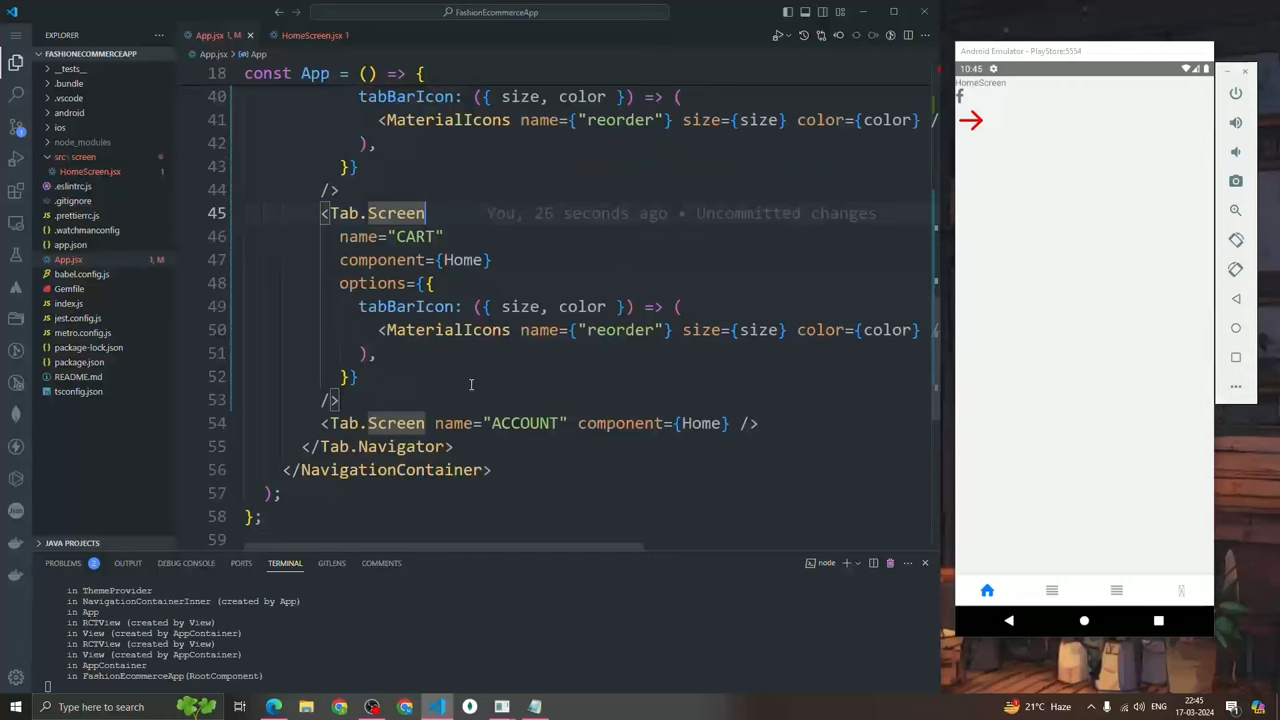 FashionEcommerceApp
EXPLORER
App.jsx 1, M
HomeScreen.jsx 1
FASHIONECOMMERCEAPP
App.jsx > App
__tests__
.bundle
.vscode
android
ios
node_modules
src\screen
HomeScreen.jsx 1
.eslintrc.js
.gitignore
.prettierrc.js
.watchmanconfig
app.json
App.jsx 1, M
babel.config.js
Gemfile
index.js
jest.config.js
metro.config.js
package-lock.json
package.json
README.md
tsconfig.json
JAVA PROJECTS
18 const App = () => {
40 tabBarIcon: ({ size, color }) => (
41 <MaterialIcons name={"reorder"} size={size} color={color} /
42 ),
43 }}
44 />
45 <Tab.Screen You, 26 seconds ago • Uncommitted changes
46 name="CART"
47 component={Home}
48 options={{
49 tabBarIcon: ({ size, color }) => (
50 <MaterialIcons name={"reorder"} size={size} color={color} /
51 ),
52 }}
53 />
54 <Tab.Screen name="ACCOUNT" component={Home} />
55 </Tab.Navigator>
56 </NavigationContainer>
57 );
58 };
59
PROBLEMS 2 OUTPUT DEBUG CONSOLE PORTS TERMINAL GITLENS COMMENTS
node
in ThemeProvider
in NavigationContainerInner (created by App)
in App
in RCTView (created by View)
in View (created by AppContainer)
in RCTView (created by View)
in View (created by AppContainer)
in AppContainer
in FashionEcommerceApp(RootComponent)
Android Emulator - PlayStore:5554
10:45
HomeScreen
Type here to search
21°C Haze
ENG
22:45
17-03-2024